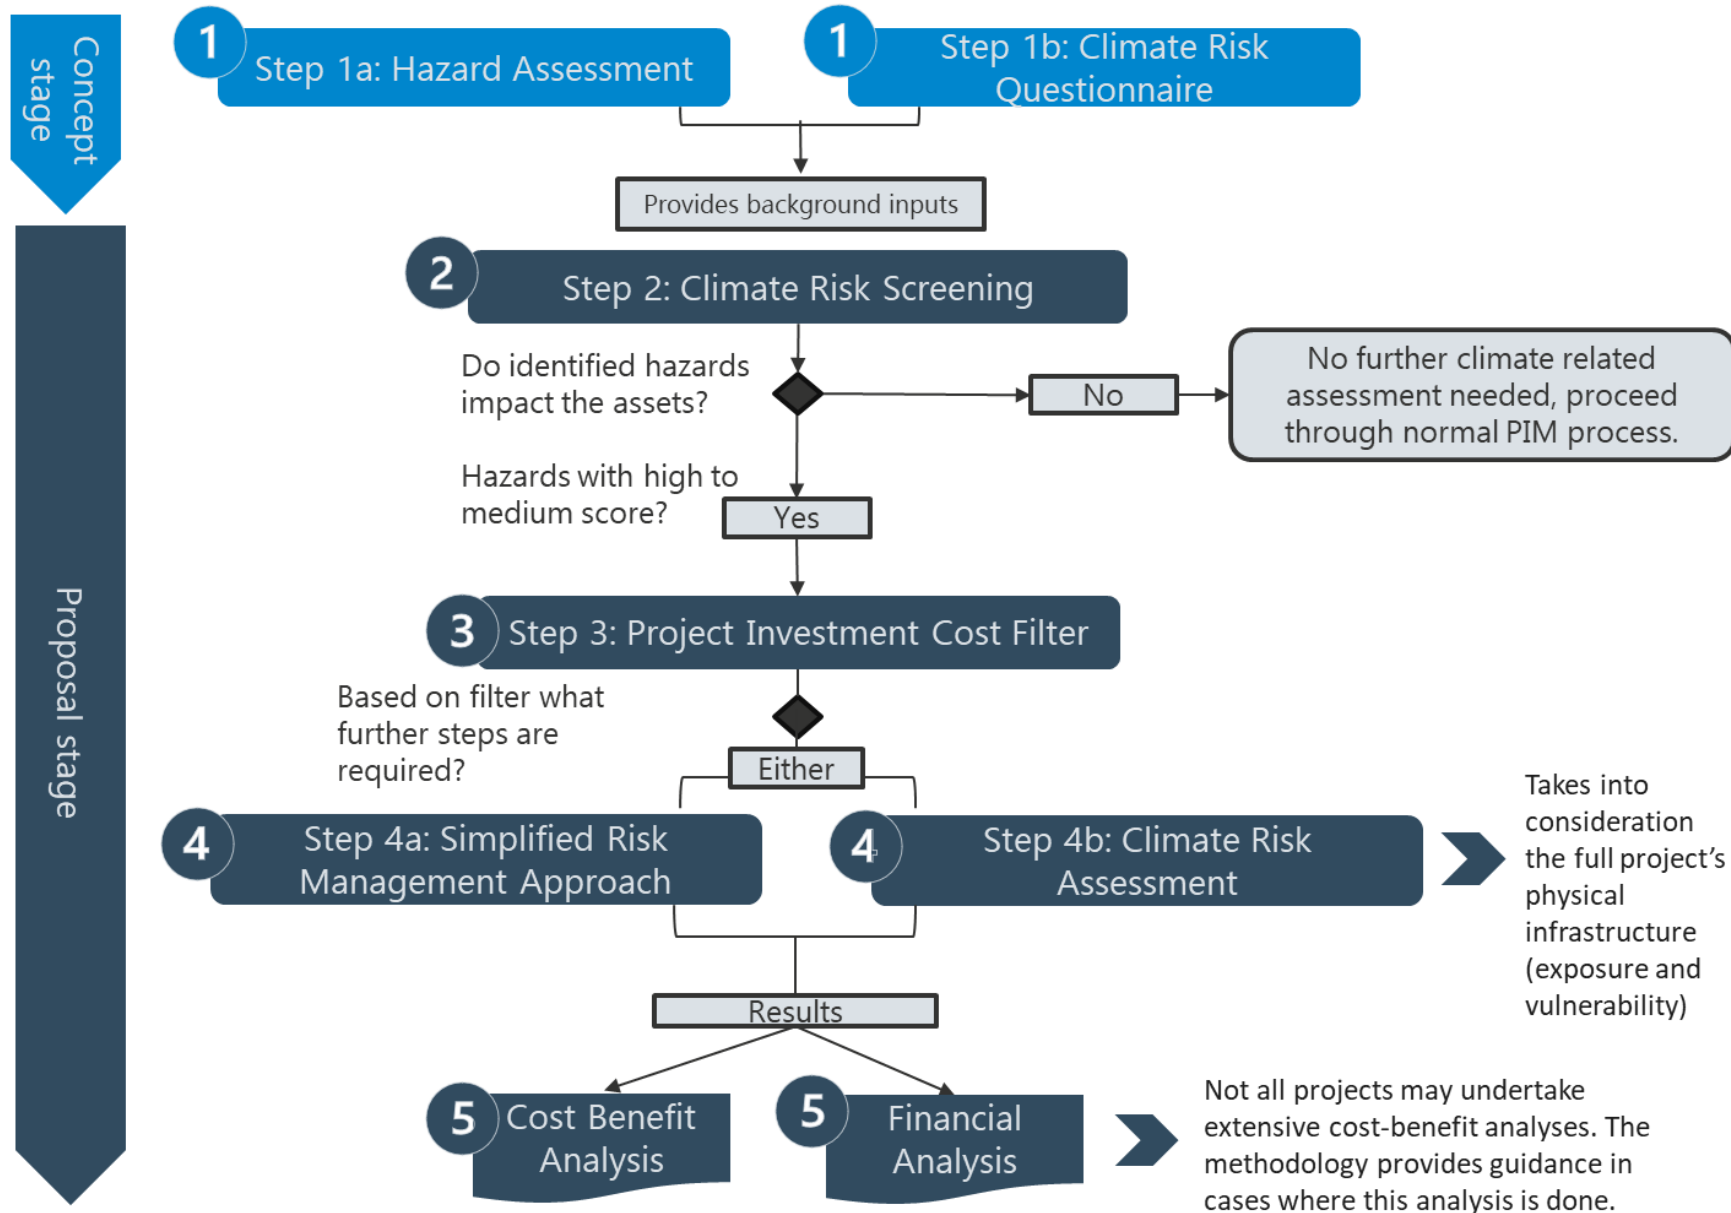 Concept
stage
1
Step 1a: Hazard Assessment
1
Step 1b: Climate Risk
Questionnaire
Provides background inputs
2
Step 2: Climate Risk Screening
Do identified hazards
impact the assets?
No
No further climate related
assessment needed, proceed
through normal PIM process.
Hazards with high to
medium score?
Yes
Proposal stage
3
Step 3: Project Investment Cost Filter
Based on filter what
further steps are
required?
Either
4
Step 4a: Simplified Risk
Management Approach
4
Step 4b: Climate Risk
Assessment
Takes into
consideration
the full project’s
physical
infrastructure
(exposure and
vulnerability)
Results
5
Cost Benefit
Analysis
5
Financial
Analysis
Not all projects may undertake
extensive cost-benefit analyses. The
methodology provides guidance in
cases where this analysis is done.